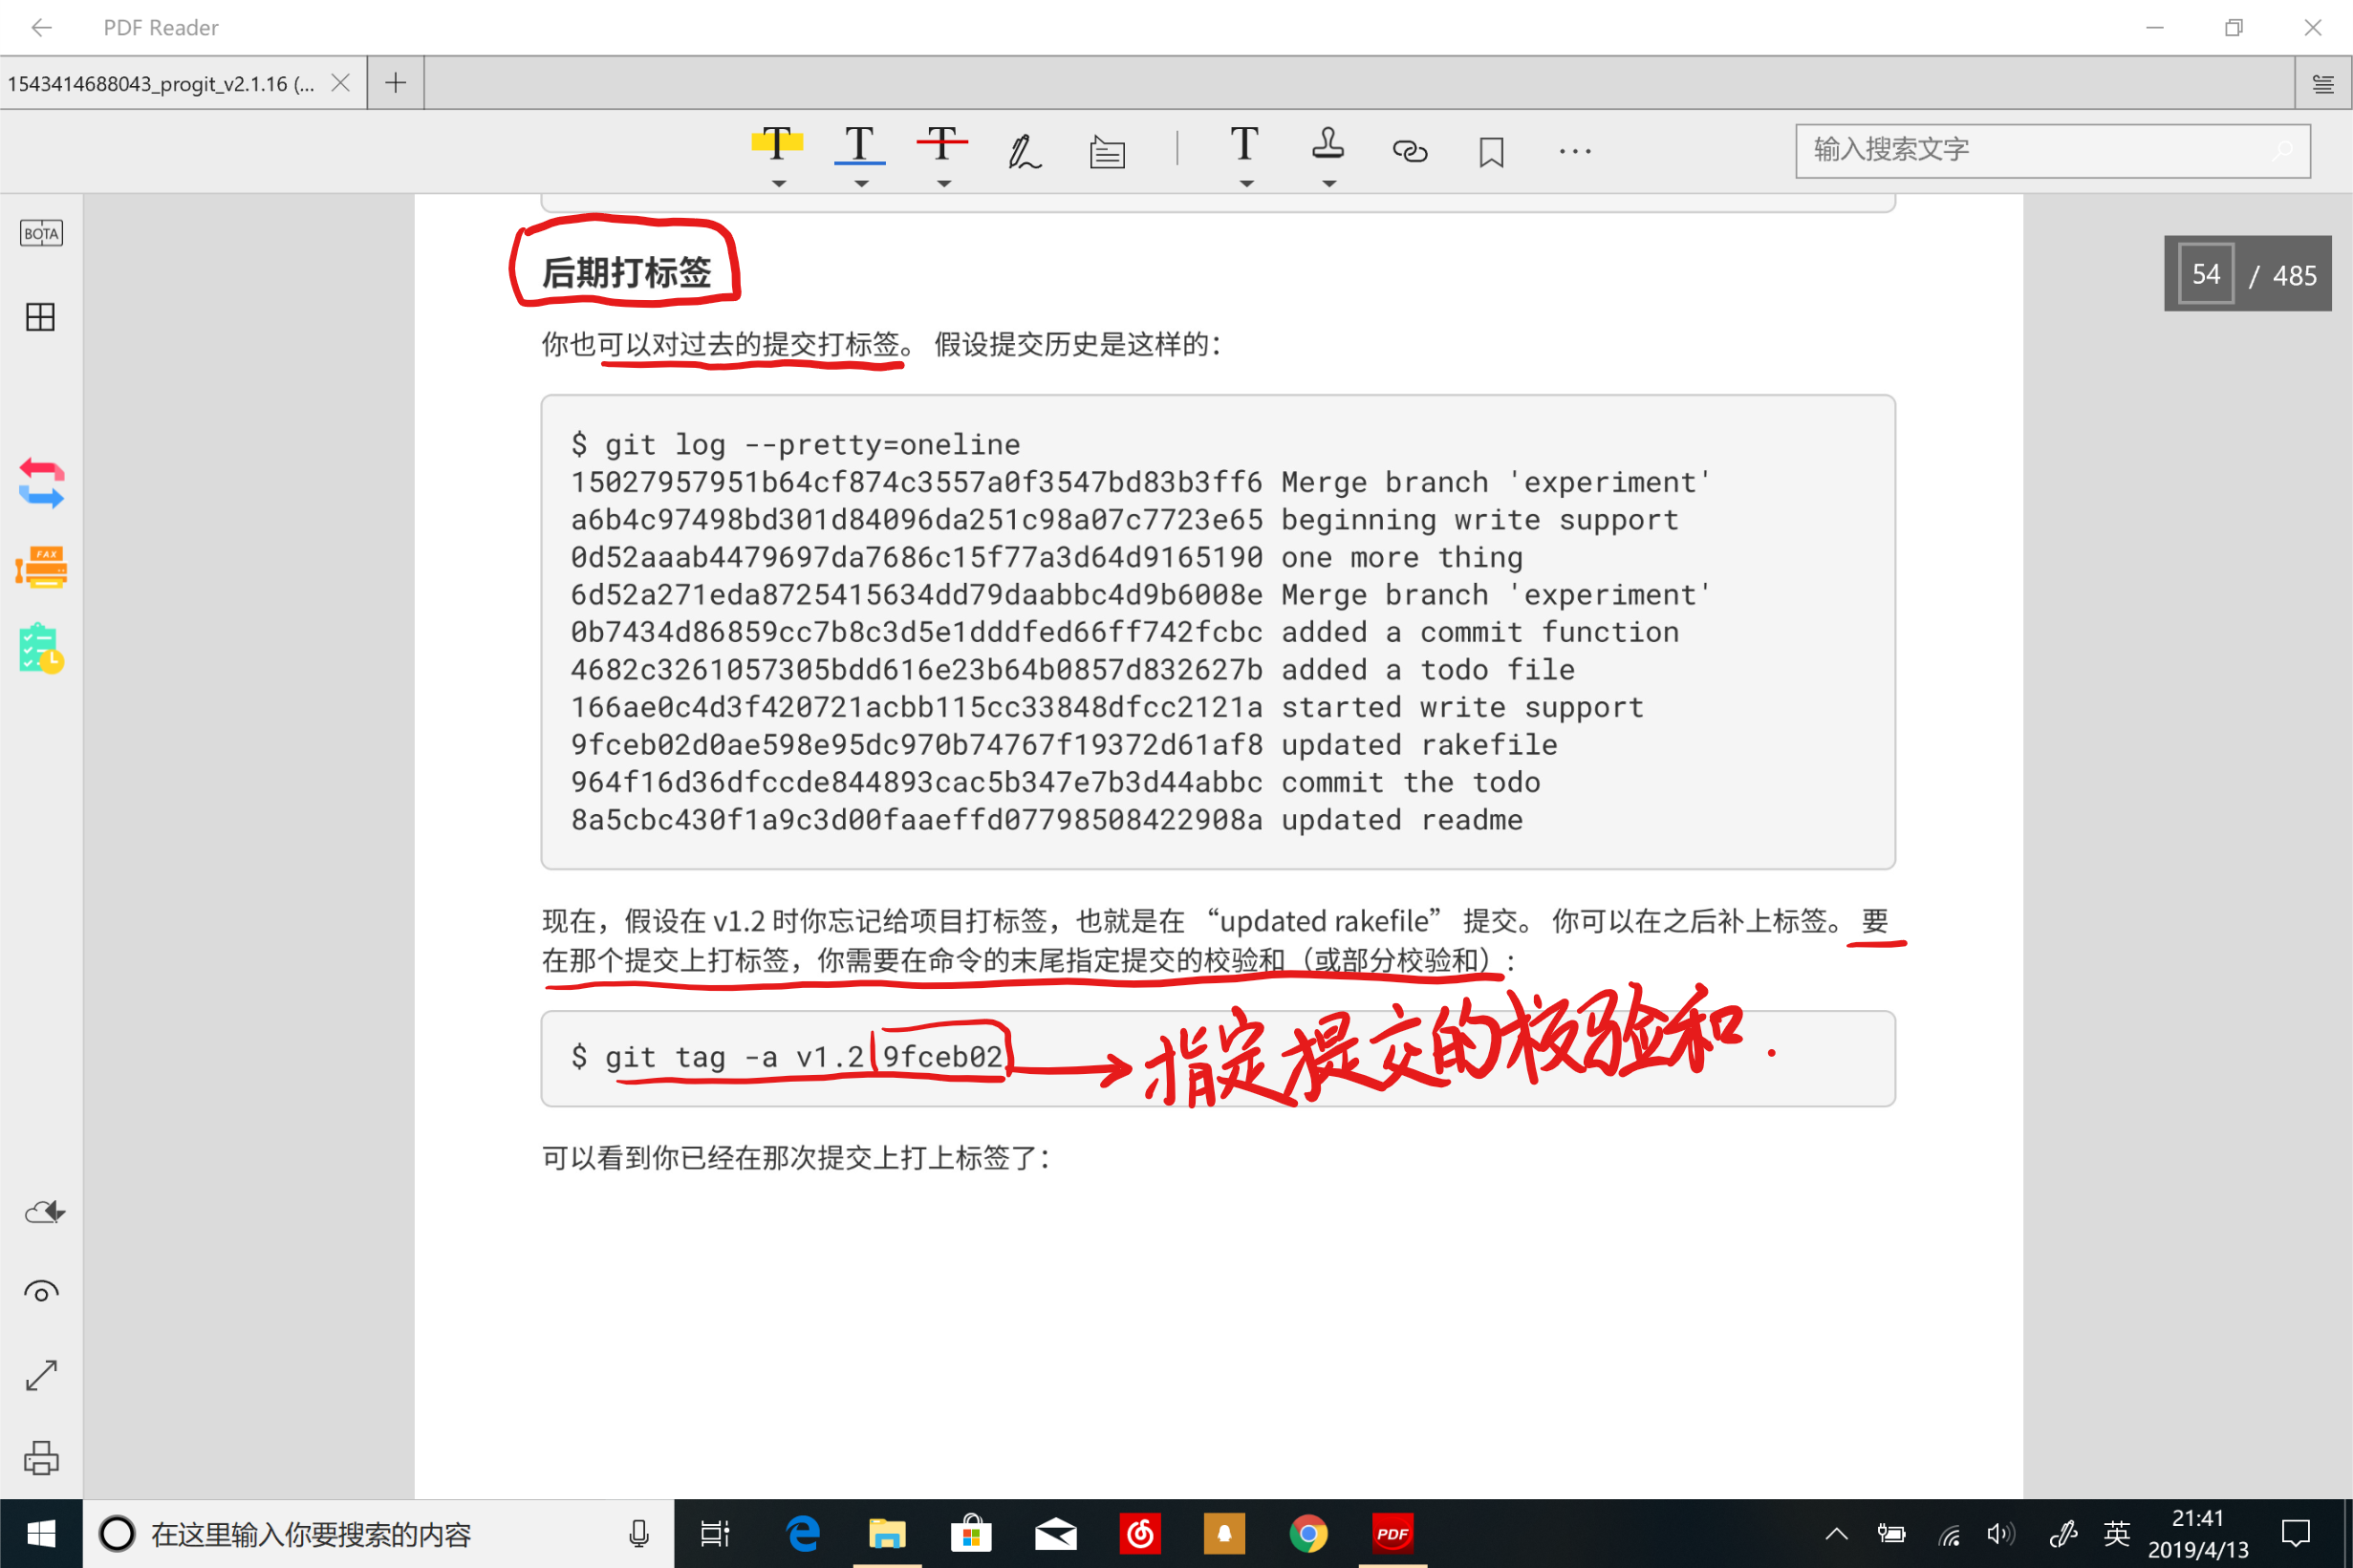 PDF Reader
1543414688043_progit_v2.1.16 (...
输入搜索文字
BOTA
54 / 485
FAX
后期打标签
你也可以对过去的提交打标签。 假设提交历史是这样的：
$ git log --pretty=oneline
15027957951b64cf874c3557a0f3547bd83b3ff6 Merge branch 'experiment'
a6b4c97498bd301d84096da251c98a07c7723e65 beginning write support
0d52aaab4479697da7686c15f77a3d64d9165190 one more thing
6d52a271eda8725415634dd79daabbc4d9b6008e Merge branch 'experiment'
0b7434d86859cc7b8c3d5e1dddfed66ff742fcbc added a commit function
4682c3261057305bdd616e23b64b0857d832627b added a todo file
166ae0c4d3f420721acbb115cc33848dfcc2121a started write support
9fceb02d0ae598e95dc970b74767f19372d61af8 updated rakefile
964f16d36dfccde844893cac5b347e7b3d44abbc commit the todo
8a5cbc430f1a9c3d00faaeffd07798508422908a updated readme
现在，假设在 v1.2 时你忘记给项目打标签，也就是在 “updated rakefile” 提交。 你可以在之后补上标签。 要
在那个提交上打标签，你需要在命令的末尾指定提交的校验和（或部分校验和）：
$ git tag -a v1.2 9fceb02
指定提交的校验和.
可以看到你已经在那次提交上打上标签了：
在这里输入你要搜索的内容
PDF
英
21:41
2019/4/13